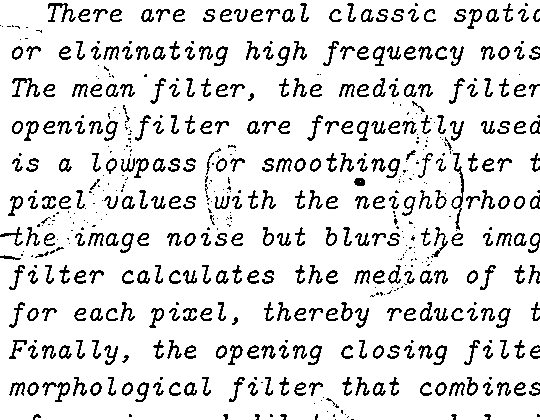 There are several classic spatia
or eliminating high frequency nois
The mean filter, the median filter
opening filter are frequently used
is a lowpass or smoothing filter t
pixel values with the neighborhood
the image noise but blurs the imag
filter calculates the median of th
for each pixel, thereby reducing t
Finally, the opening closing filte
morphological filter that combines